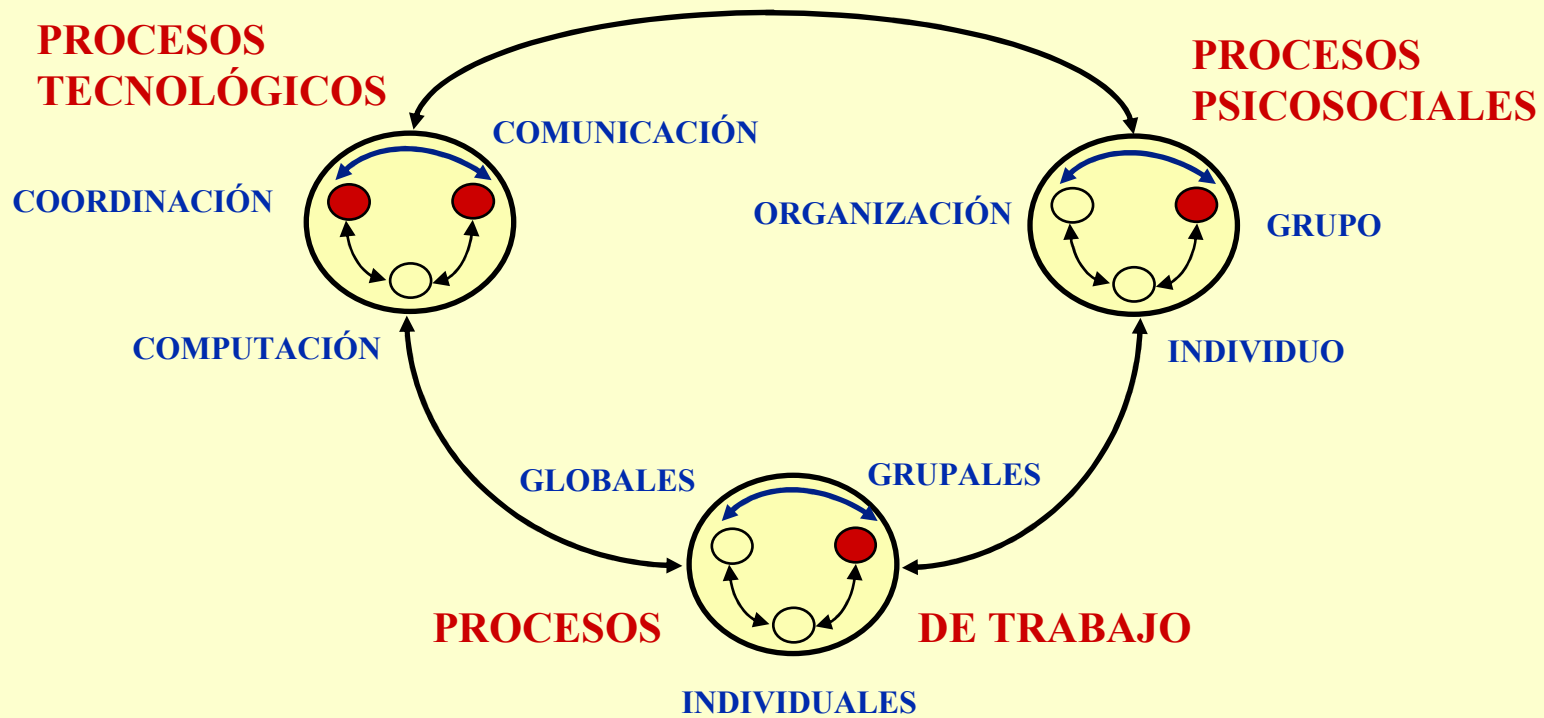 PROCESOS
TECNOLÓGICOS
PROCESOS
PSICOSOCIALES
COMUNICACIÓN
COORDINACIÓN
ORGANIZACIÓN
GRUPO
COMPUTACIÓN
INDIVIDUO
GLOBALES
GRUPALES
PROCESOS DE TRABAJO
INDIVIDUALES